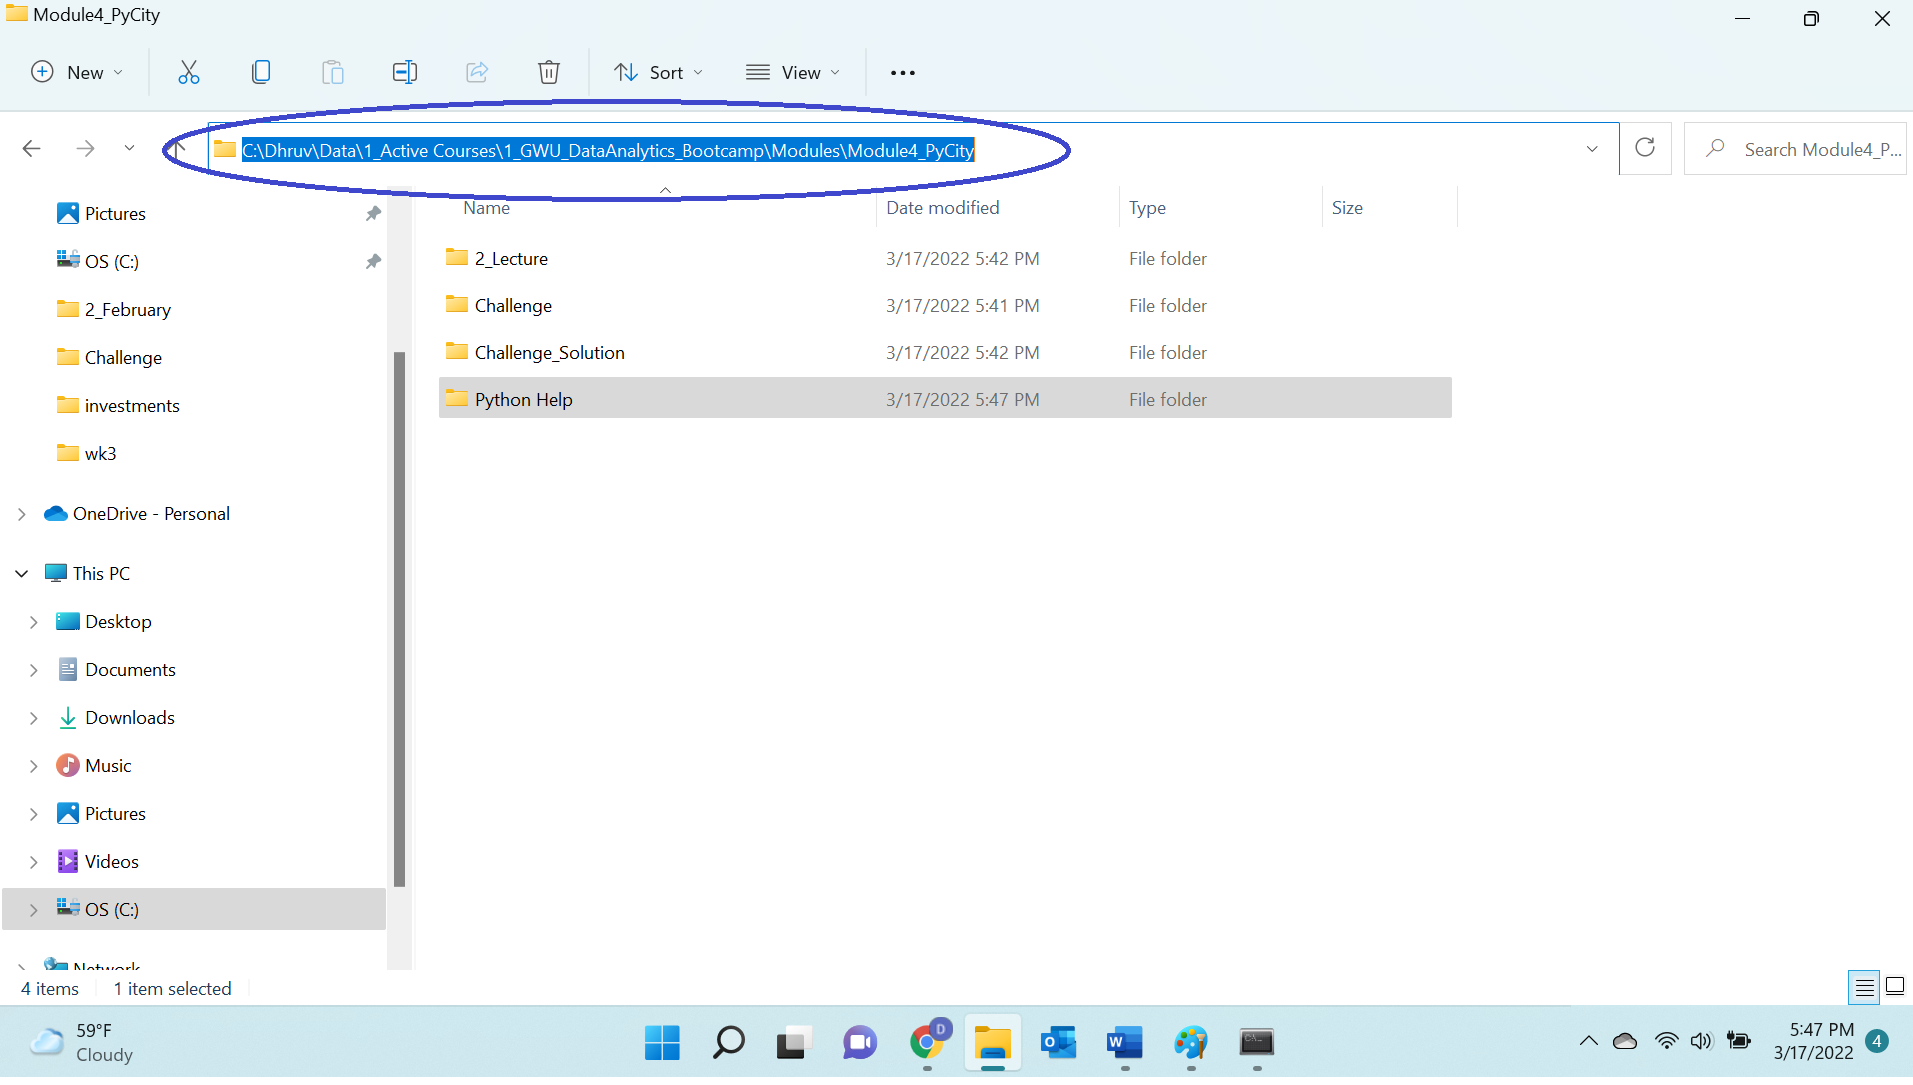 Module4_PyCity
New
Sort
View
C:\Dhruv\Data\1_Active Courses\1_GWU_DataAnalytics_Bootcamp\Modules\Module4_PyCity
Search Module4_P...
Name Date modified Type Size
Pictures
OS (C:)
2_February
Challenge
investments
wk3
OneDrive - Personal
This PC
Desktop
Documents
Downloads
Music
Pictures
Videos
OS (C:)
Network
2_Lecture 3/17/2022 5:42 PM File folder
Challenge 3/17/2022 5:41 PM File folder
Challenge_Solution 3/17/2022 5:42 PM File folder
Python Help 3/17/2022 5:47 PM File folder
4 items 1 item selected
59°F
Cloudy
D
5:47 PM
3/17/2022
4